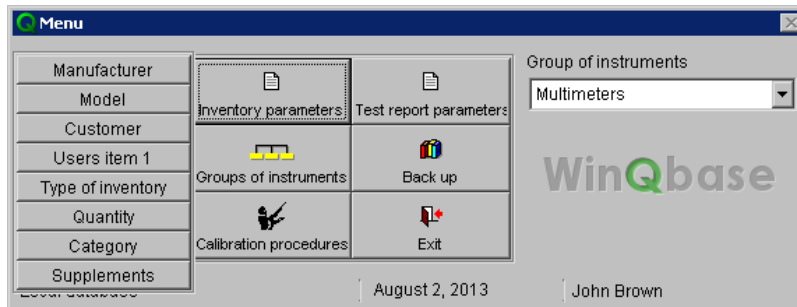 Menu
Manufacturer
Model
Customer
Users item 1
Type of inventory
Quantity
Category
Supplements
Inventory parameters
Test report parameters
Groups of instruments
Back up
Calibration procedures
Exit
Group of instruments
Multimeters
WinQbase
August 2, 2013
John Brown